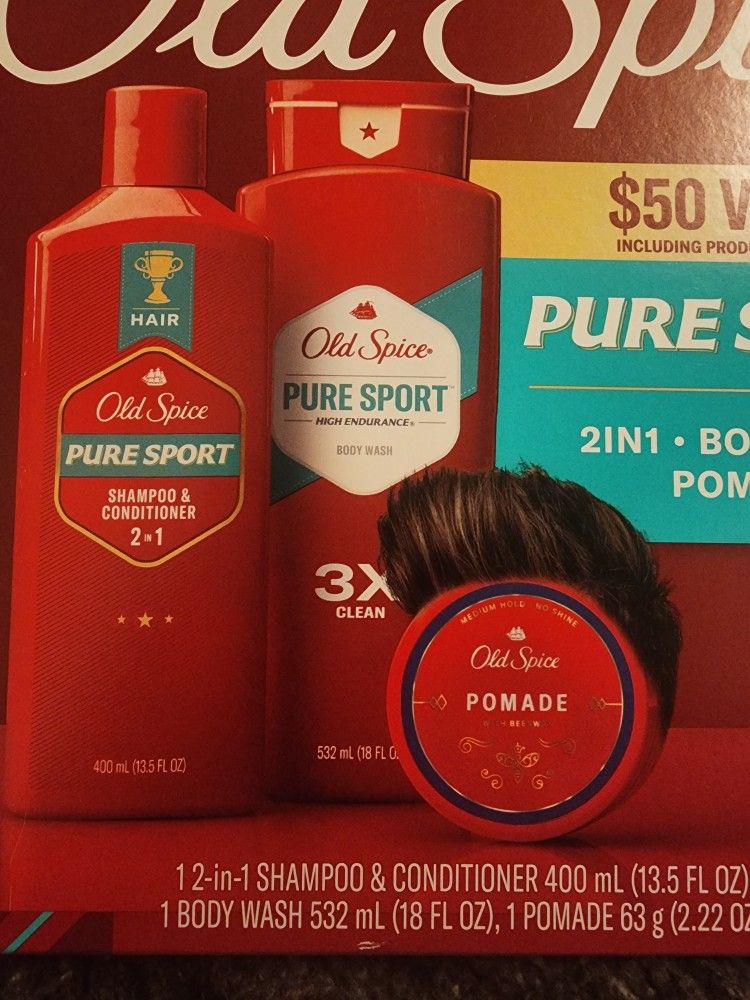 Old Spi
$50 V
INCLUDING PROD
PURE S
2IN1 • BO
POM
HAIR
Old Spice
PURE SPORT
SHAMPOO &
CONDITIONER
2 IN 1
400 mL (13.5 FL OZ)
Old Spice®
PURE SPORT™
HIGH ENDURANCE®
BODY WASH
3X
CLEAN
532 mL (18 FL O
MEDIUM HOLD NO SHINE
Old Spice
POMADE
WITH BEESWAX
1 2-in-1 SHAMPOO & CONDITIONER 400 mL (13.5 FL OZ)
1 BODY WASH 532 mL (18 FL OZ), 1 POMADE 63 g (2.22 OZ